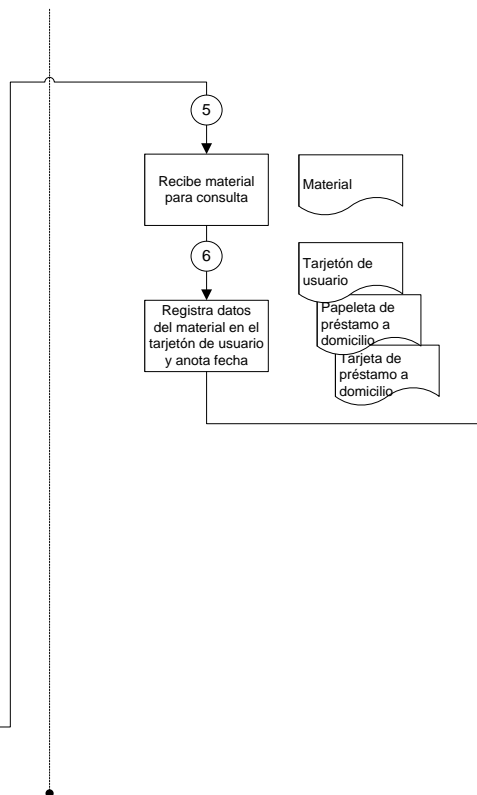 5
Recibe material
para consulta
Material
6
Tarjetón de
usuario
Registra datos
del material en el
tarjetón de usuario
y anota fecha
Papeleta de
préstamo a
domicilio
Tarjeta de
préstamo a
domicilio